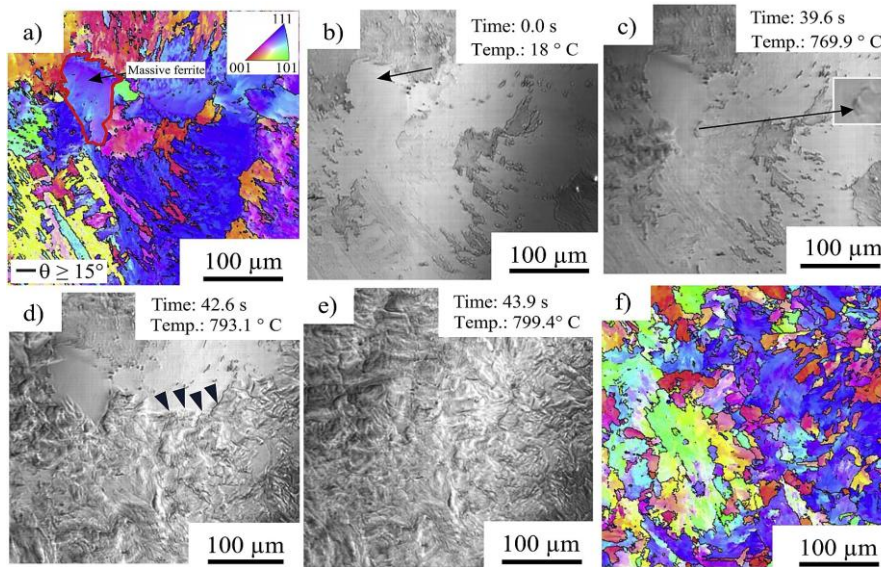 a)
Massive ferrite
111
001
101
θ ≥ 15°
100 µm
b)
Time: 0.0 s
Temp.: 18 ° C
100 µm
c)
Time: 39.6 s
Temp.: 769.9 ° C
100 µm
d)
Time: 42.6 s
Temp.: 793.1 ° C
100 µm
e)
Time: 43.9 s
Temp.: 799.4° C
100 µm
f)
100 µm